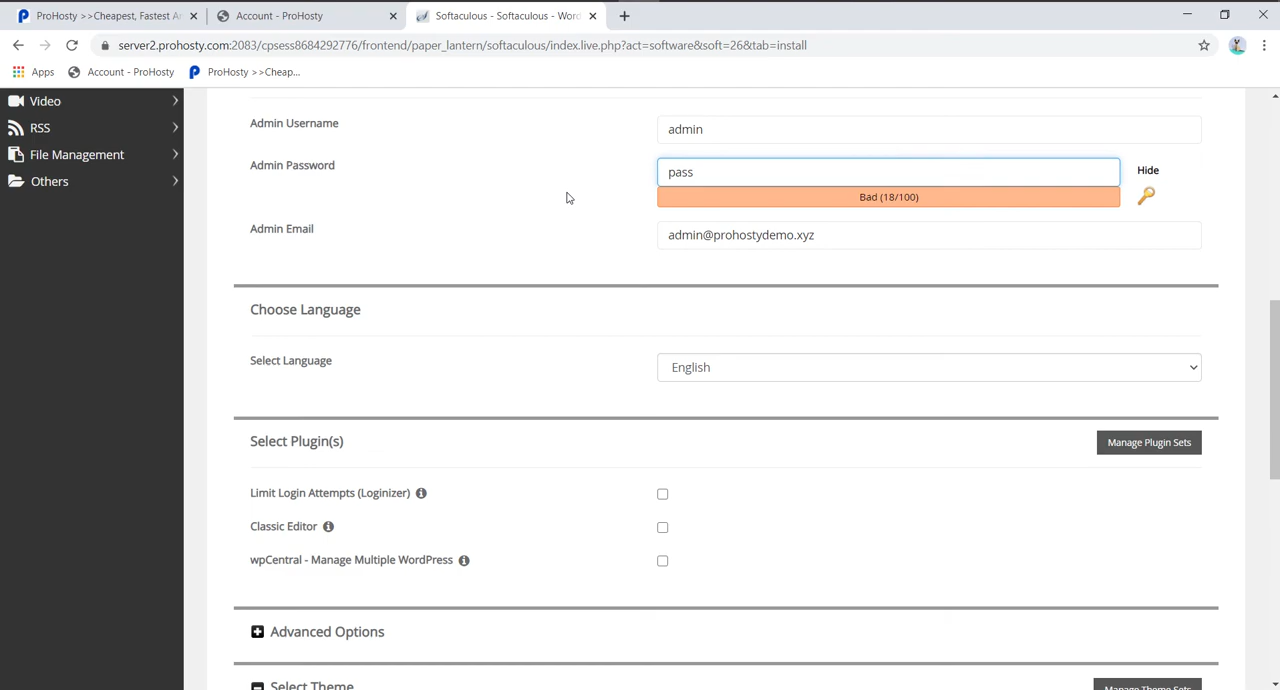 ProHosty >>Cheapest, Fastest Ar
Account - ProHosty
Softaculous - Softaculous - Word
server2.prohosty.com:2083/cpsess8684292776/frontend/paper_lantern/softaculous/index.live.php?act=software&soft=26&tab=install
Apps
Account - ProHosty
ProHosty >>Cheap...
Video
RSS
File Management
Others
Admin Username
admin
Admin Password
pass
Hide
Bad (18/100)
Admin Email
admin@prohostydemo.xyz
Choose Language
Select Language
English
Select Plugin(s)
Manage Plugin Sets
Limit Login Attempts (Loginizer)
Classic Editor
wpCentral - Manage Multiple WordPress
Advanced Options
Select Theme
Manage Theme Sets